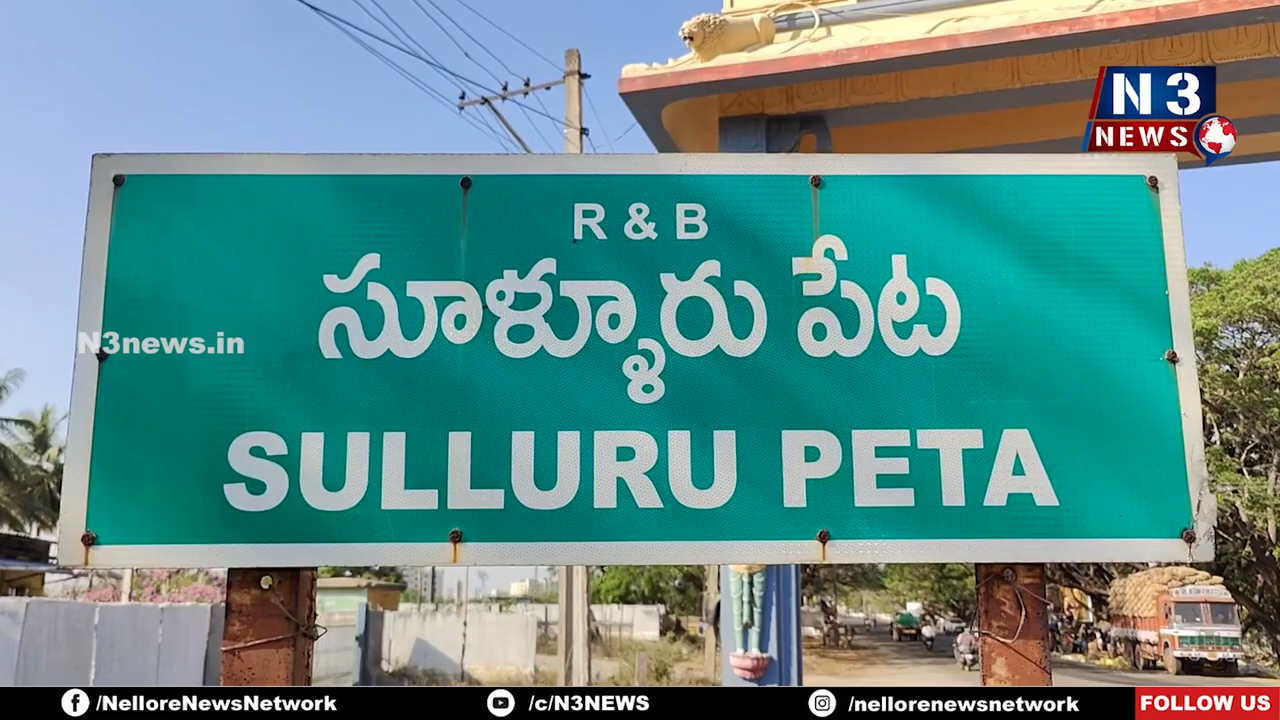 N3
NEWS
R & B
సూళ్ళూరు పేట
N3news.in
SULLURU PETA
/NelloreNewsNetwork
/c/N3NEWS
/nellorenewsnetwork
FOLLOW US